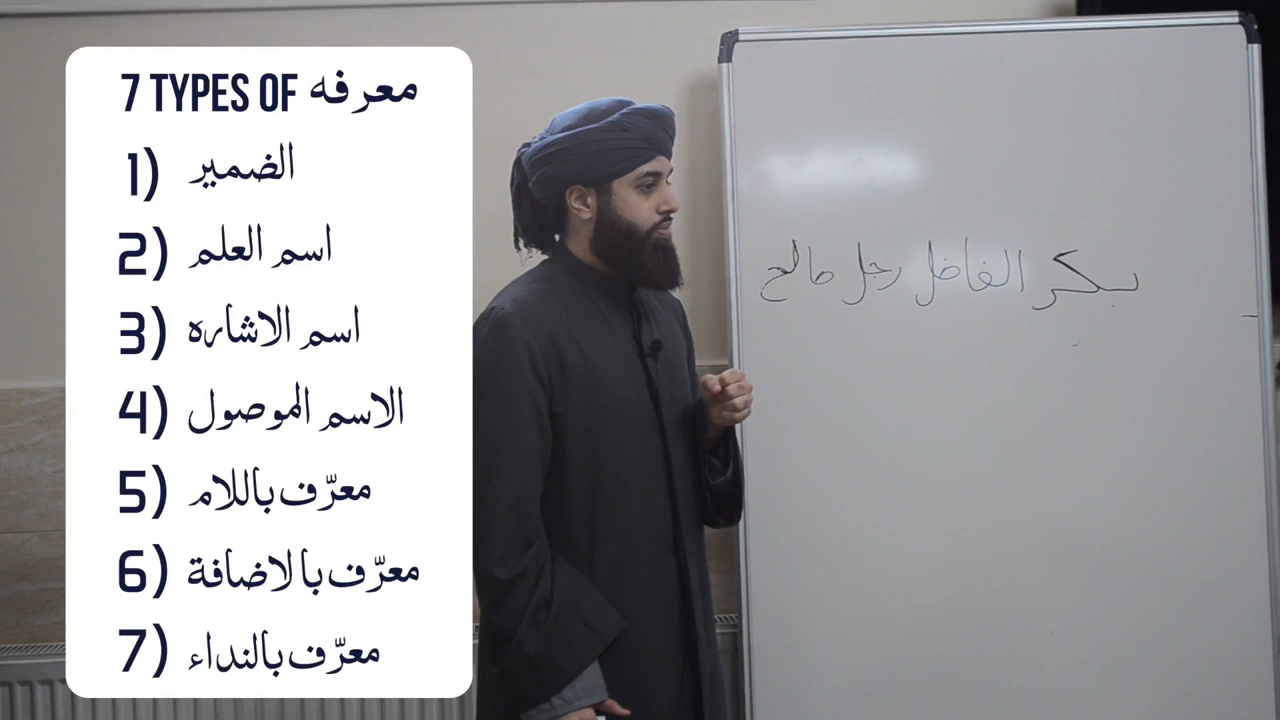 7 TYPES OF معرفه
1) الضمير
2) اسم العلم
3) اسم الاشاره
4) الاسم الموصول
5) معرّف باللام
6) معرّف بالاضافة
7) معرّف بالنداء
بكر الفاضل رجل صالح